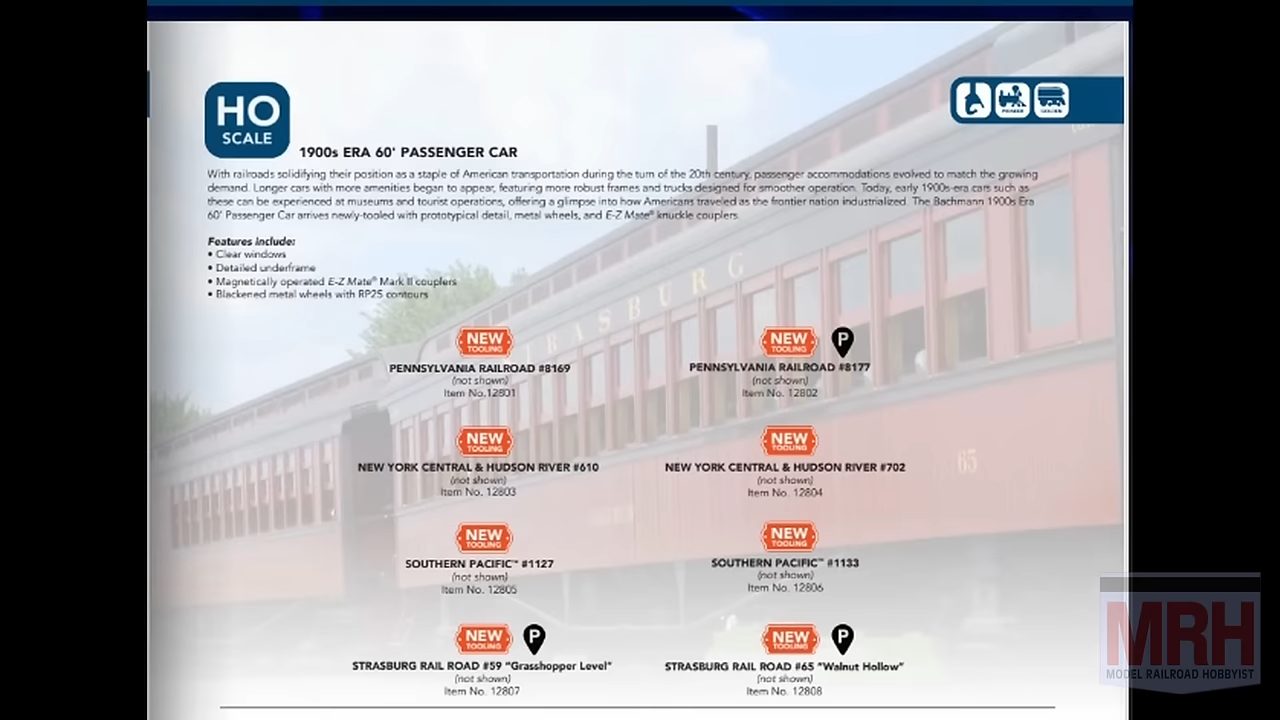 HO
SCALE
1900s ERA 60' PASSENGER CAR
With railroads solidifying their position as a staple of American transportation during the turn of the 20th century, passenger accommodations evolved to match the growing
demand. Longer cars with more amenities began to appear, featuring more robust frames and trucks designed for smoother operation. Today, early 1900s-era cars such as
these can be experienced at museums and tourist operations, offering a glimpse into how Americans traveled as the frontier nation industrialized. The Bachmann 1900s Era
60' Passenger Car arrives newly-tooled with prototypical detail, metal wheels, and E-Z Mate® knuckle couplers.
Features include:
• Clear windows
• Detailed underframe
• Magnetically operated E-Z Mate® Mark II couplers
• Blackened metal wheels with RP25 contours
STRASBURG
65
NEW
TOOLING
PENNSYLVANIA RAILROAD #8169
(not shown)
Item No.12801
NEW
TOOLING
P
PENNSYLVANIA RAILROAD #8177
(not shown)
Item No. 12802
NEW
TOOLING
NEW YORK CENTRAL & HUDSON RIVER #610
(not shown)
Item No. 12803
NEW
TOOLING
NEW YORK CENTRAL & HUDSON RIVER #702
(not shown)
Item No. 12804
NEW
TOOLING
SOUTHERN PACIFIC™ #1127
(not shown)
Item No. 12805
NEW
TOOLING
SOUTHERN PACIFIC™ #1133
(not shown)
Item No. 12806
NEW
TOOLING
P
STRASBURG RAIL ROAD #59 "Grasshopper Level"
(not shown)
Item No. 12807
NEW
TOOLING
P
STRASBURG RAIL ROAD #65 "Walnut Hollow"
(not shown)
Item No. 12808
MRH
MODEL RAILROAD HOBBYIST